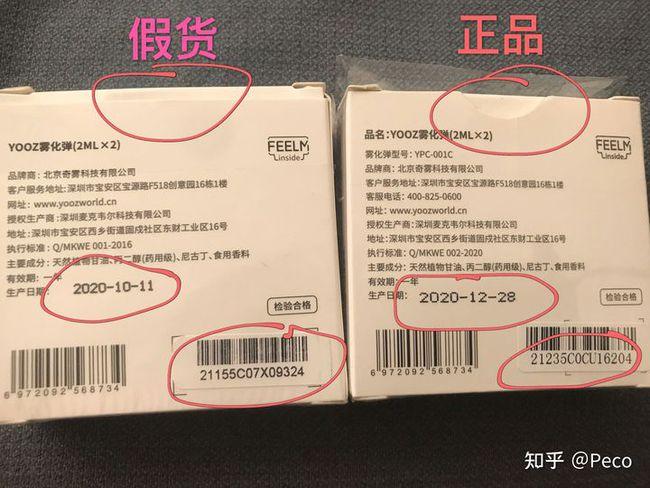 假货
正品
YOOZ雾化弹(2ML×2)
FEELM
inside
品牌商: 北京奇雾科技有限公司
客户服务地址: 深圳市宝安区宝源路F518创意园16栋1楼
网址: www.yoozworld.cn
授权生产商: 深圳麦克韦尔科技有限公司
地址: 深圳市宝安区西乡街道固戍社区东财工业区16号
执行标准: Q/MKWE 001-2016
主要成分: 天然植物甘油、丙二醇(药用级)、尼古丁、食用香料
有效期: 一年
生产日期:
2020-10-11
检验合格
21155C07X09324
6 972092 568734
品名: YOOZ雾化弹(2ML×2)
FEELM
inside
雾化弹型号: YPC-001C
品牌商: 北京奇雾科技有限公司
客户服务地址: 深圳市宝安区宝源路F518创意园16栋1楼
客服电话: 400-825-0600
网址: www.yoozworld.cn
授权生产商: 深圳麦克韦尔科技有限公司
地址: 深圳市宝安区西乡街道固戍社区东财工业区16号
执行标准: Q/MKWE 002-2020
主要成分: 天然植物甘油、丙二醇(药用级)、尼古丁、食用香料
有效期: 一年
生产日期:
2020-12-28
检验合格
21235C0CU16204
6 972092 568734
知乎 @Peco